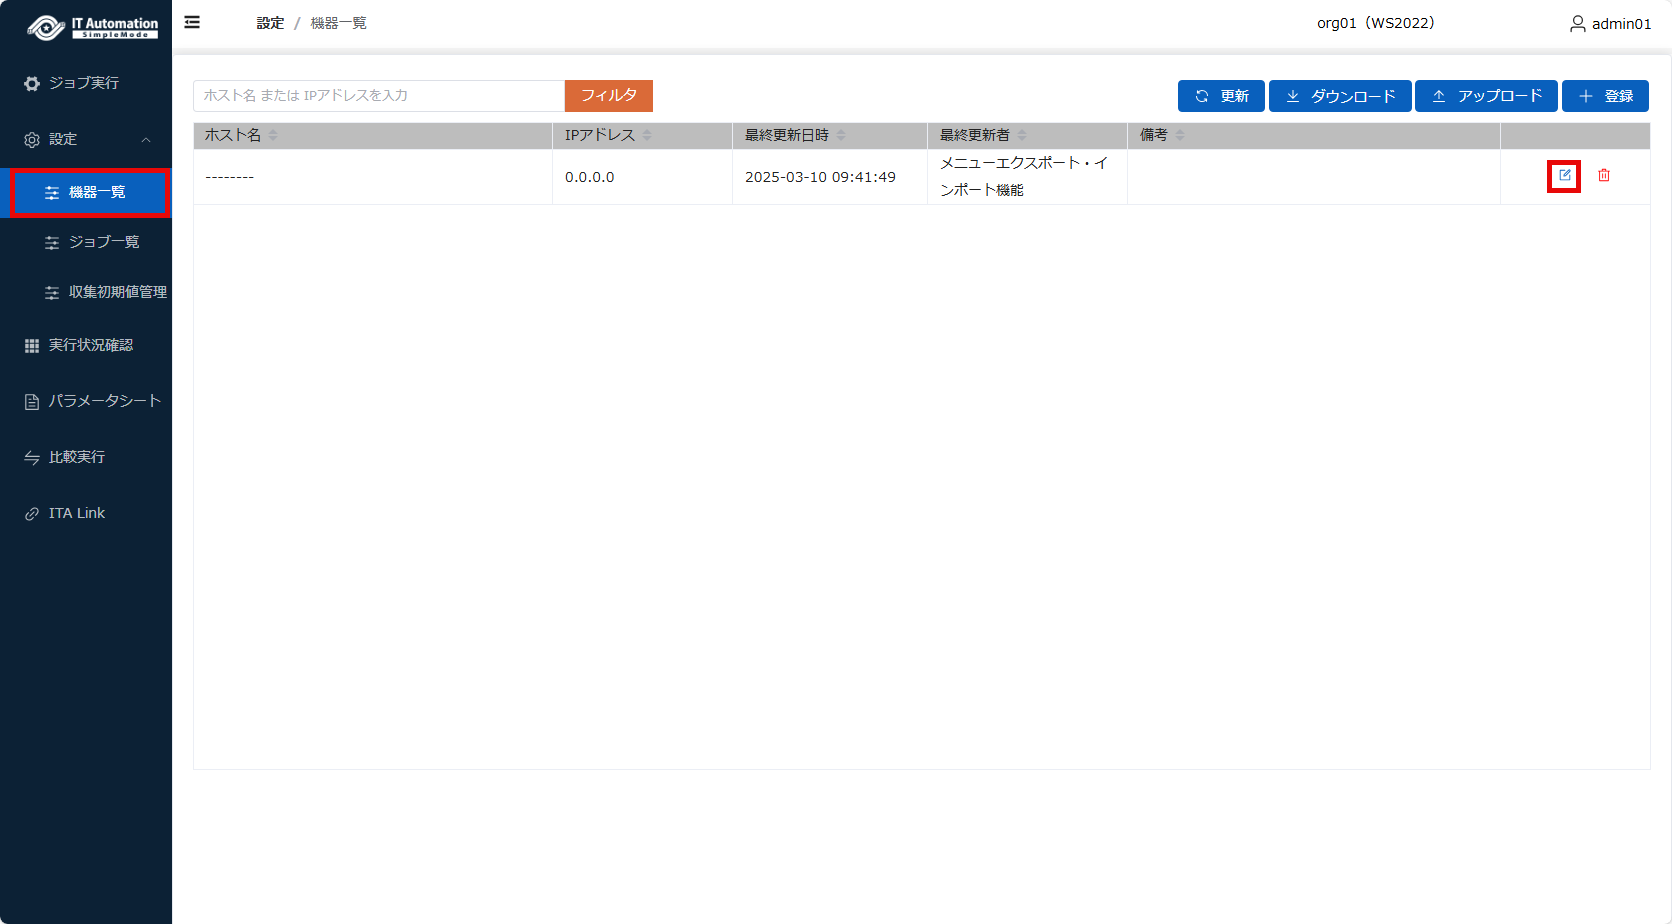 IT Automation
SimpleMode
設定 / 機器一覧
org01（WS2022）
admin01
ジョブ実行
設定
機器一覧
ジョブ一覧
収集初期値管理
実行状況確認
パラメータシート
比較実行
ITA Link
ホスト名 または IPアドレスを入力
フィルタ
更新
ダウンロード
アップロード
登録
ホスト名
IPアドレス
最終更新日時
最終更新者
備考
--------
0.0.0.0
2025-03-10 09:41:49
メニューエクスポート・イ
ンポート機能